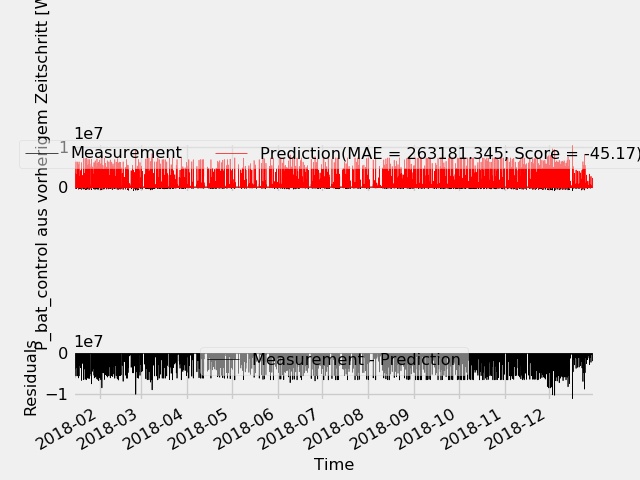 P_bat_control aus vorherigem Zeitschritt [W
1e7
Measurement Prediction(MAE = 263181.345; Score = -45.17)
1
0
Residuals
1e7
Measurement - Prediction
0
−1
2018-02 2018-03 2018-04 2018-05 2018-06 2018-07 2018-08 2018-09 2018-10 2018-11 2018-12
Time